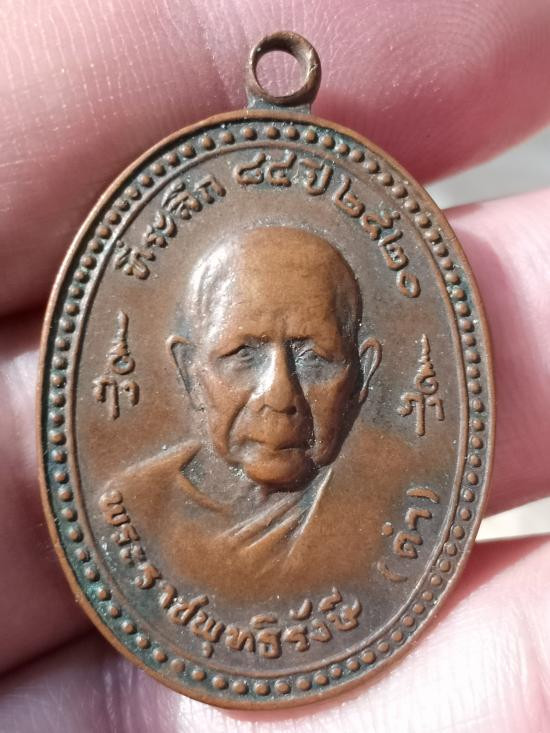 ที่ระลึก ๘๔ ปี ๒๕๒๐
พระราชพุทธิรังษี (ดำ)